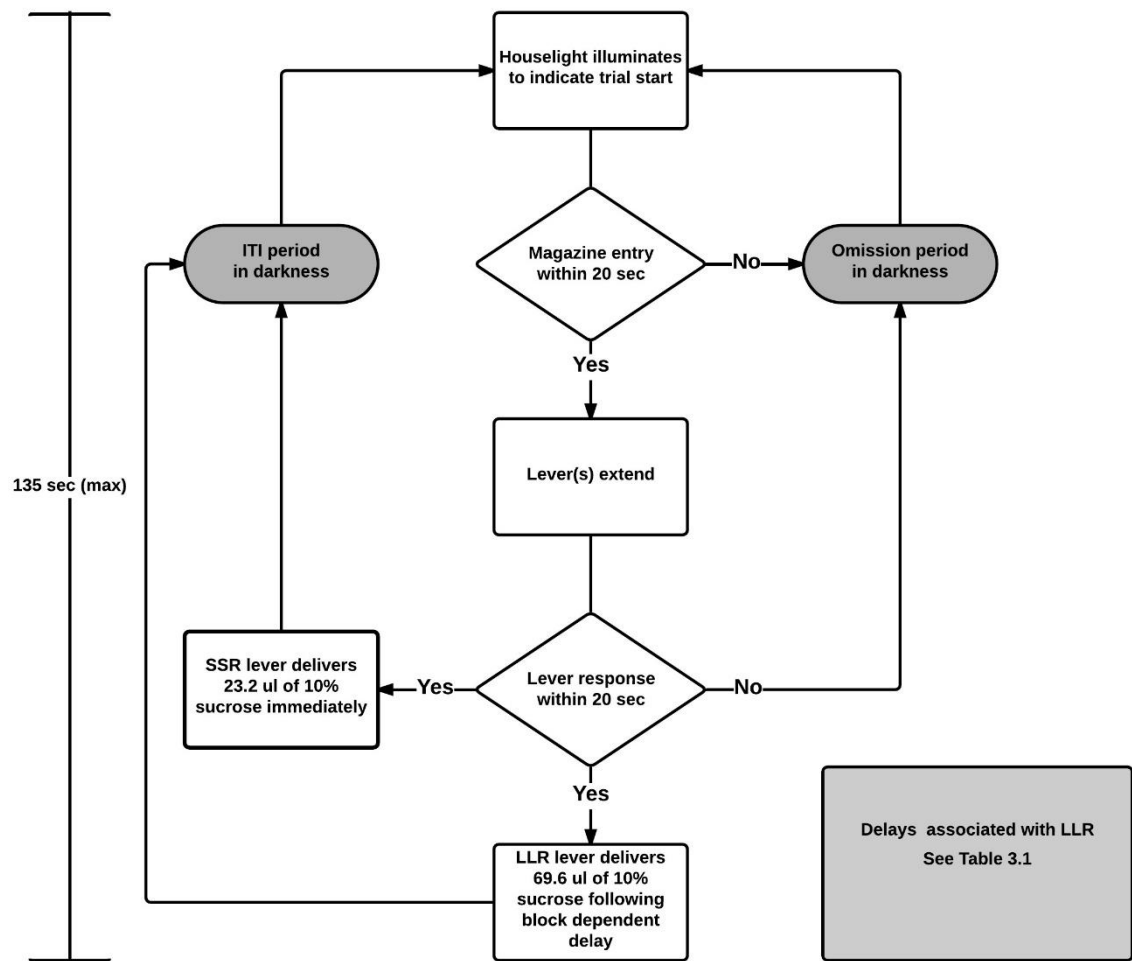 Houselight illuminates
to indicate trial start
ITI period
in darkness
Magazine entry
within 20 sec
No
Omission period
in darkness
Yes
Lever(s) extend
135 sec (max)
SSR lever delivers
23.2 ul of 10%
sucrose immediately
Yes
Lever response
within 20 sec
No
Yes
LLR lever delivers
69.6 ul of 10%
sucrose following
block dependent
delay
Delays associated with LLR
See Table 3.1